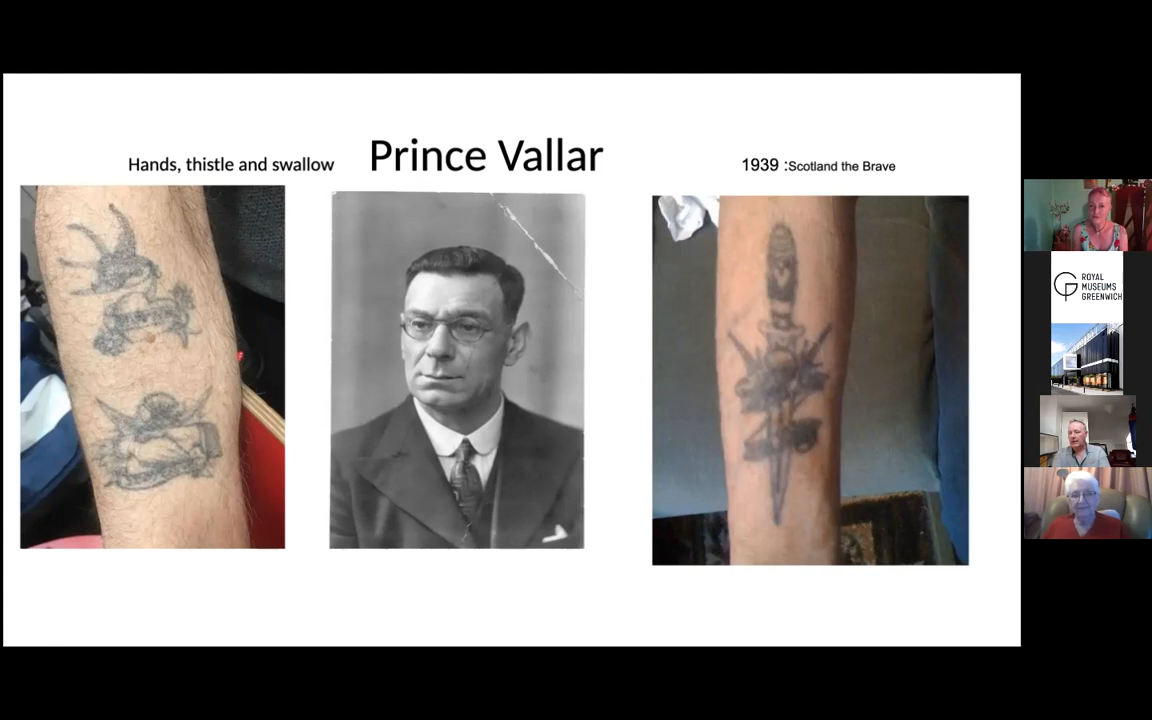 Hands, thistle and swallow
Prince Vallar
1939 :Scotland the Brave
ROYAL
MUSEUMS
GREENWICH